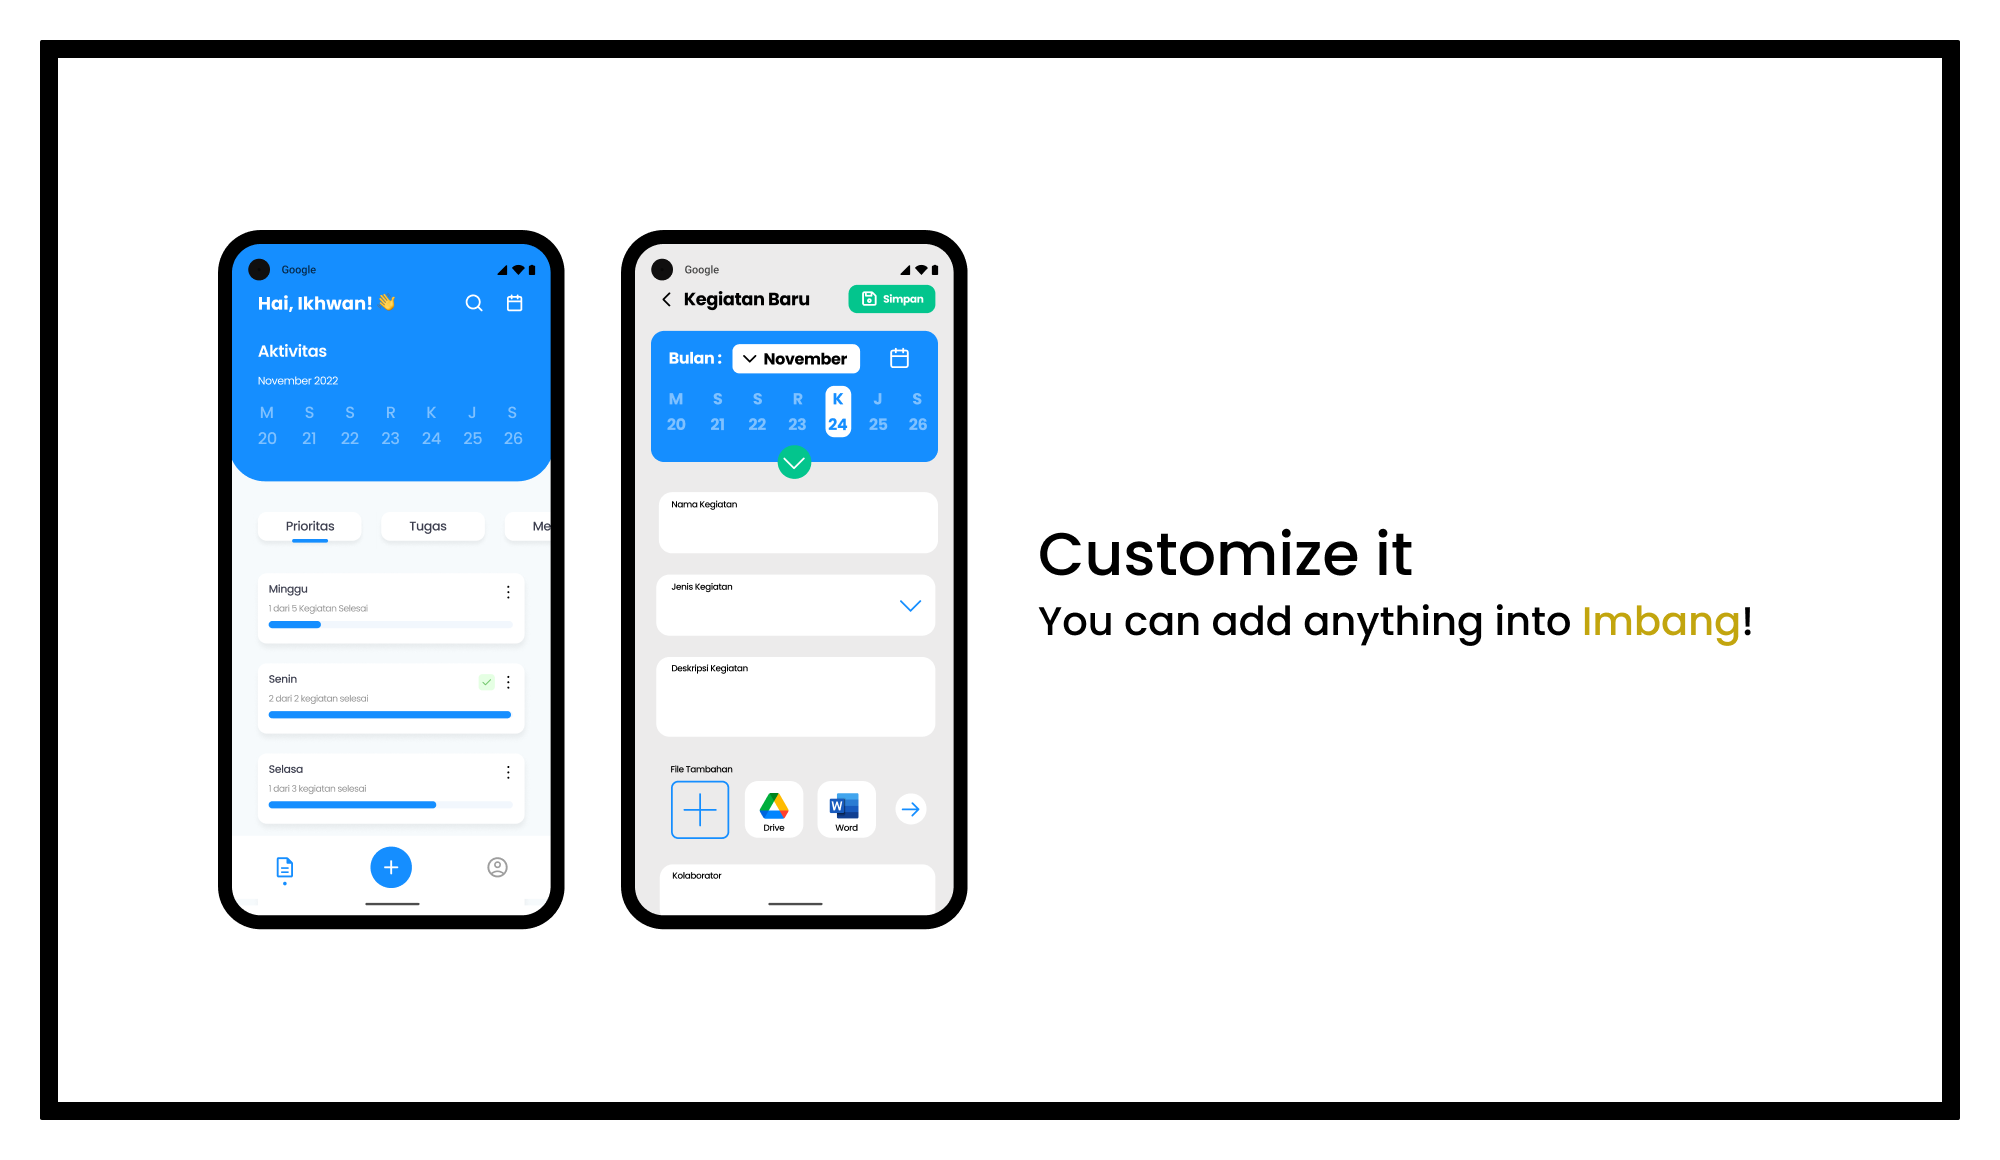 Google
Hai, Ikhwan! 👋
Aktivitas
November 2022
M S S R K J S
20 21 22 23 24 25 26
Prioritas Tugas Me
Minggu
1 dari 5 Kegiatan Selesai
Senin
2 dari 2 kegiatan selesai
Selasa
1 dari 3 kegiatan selesai
Google
Kegiatan Baru Simpan
Bulan : November
M S S R K J S
20 21 22 23 24 25 26
Nama Kegiatan
Jenis Kegiatan
Deskripsi Kegiatan
File Tambahan
W
Drive Word
Kolaborator
Customize it
You can add anything into Imbang!